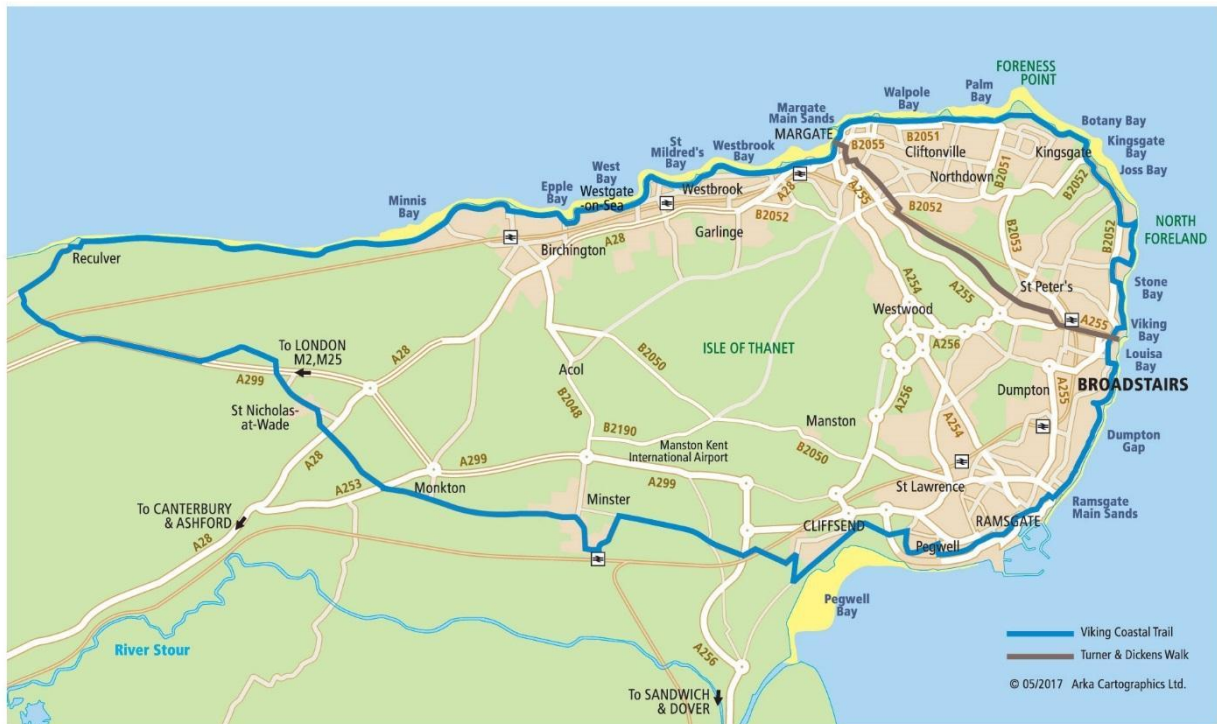 FORENESS
POINT
Palm
Bay
Walpole
Bay
Margate
Main Sands
MARGATE
Botany Bay
Kingsgate
Bay
Joss Bay
B2051
B2055
Cliftonville
Kingsgate
Northdown
B2051
B2052
St
Mildred's
Bay
Westbrook
Bay
West
Bay
Westgate
-on-Sea
Westbrook
A28
A255
B2052
B2052
Epple
Bay
Minnis
Bay
Garlinge
Birchington
A28
B2053
B2052
NORTH
FORELAND
Reculver
A254
A255
St Peter's
Stone
Bay
Westwood
A255
Viking
Bay
To LONDON
M2,M25
A28
A256
ISLE OF THANET
Louisa
Bay
A299
Acol
B2050
BROADSTAIRS
Dumpton
A255
A256
St Nicholas-
at-Wade
B2048
Manston
A254
Dumpton
Gap
B2190
Manston Kent
International Airport
B2050
A28
A299
A299
A253
Monkton
Minster
St Lawrence
Ramsgate
Main Sands
To CANTERBURY
& ASHFORD
A28
CLIFFSEND
RAMSGATE
Pegwell
Pegwell
Bay
River Stour
A256
Viking Coastal Trail
Turner & Dickens Walk
© 05/2017 Arka Cartographics Ltd.
To SANDWICH
& DOVER